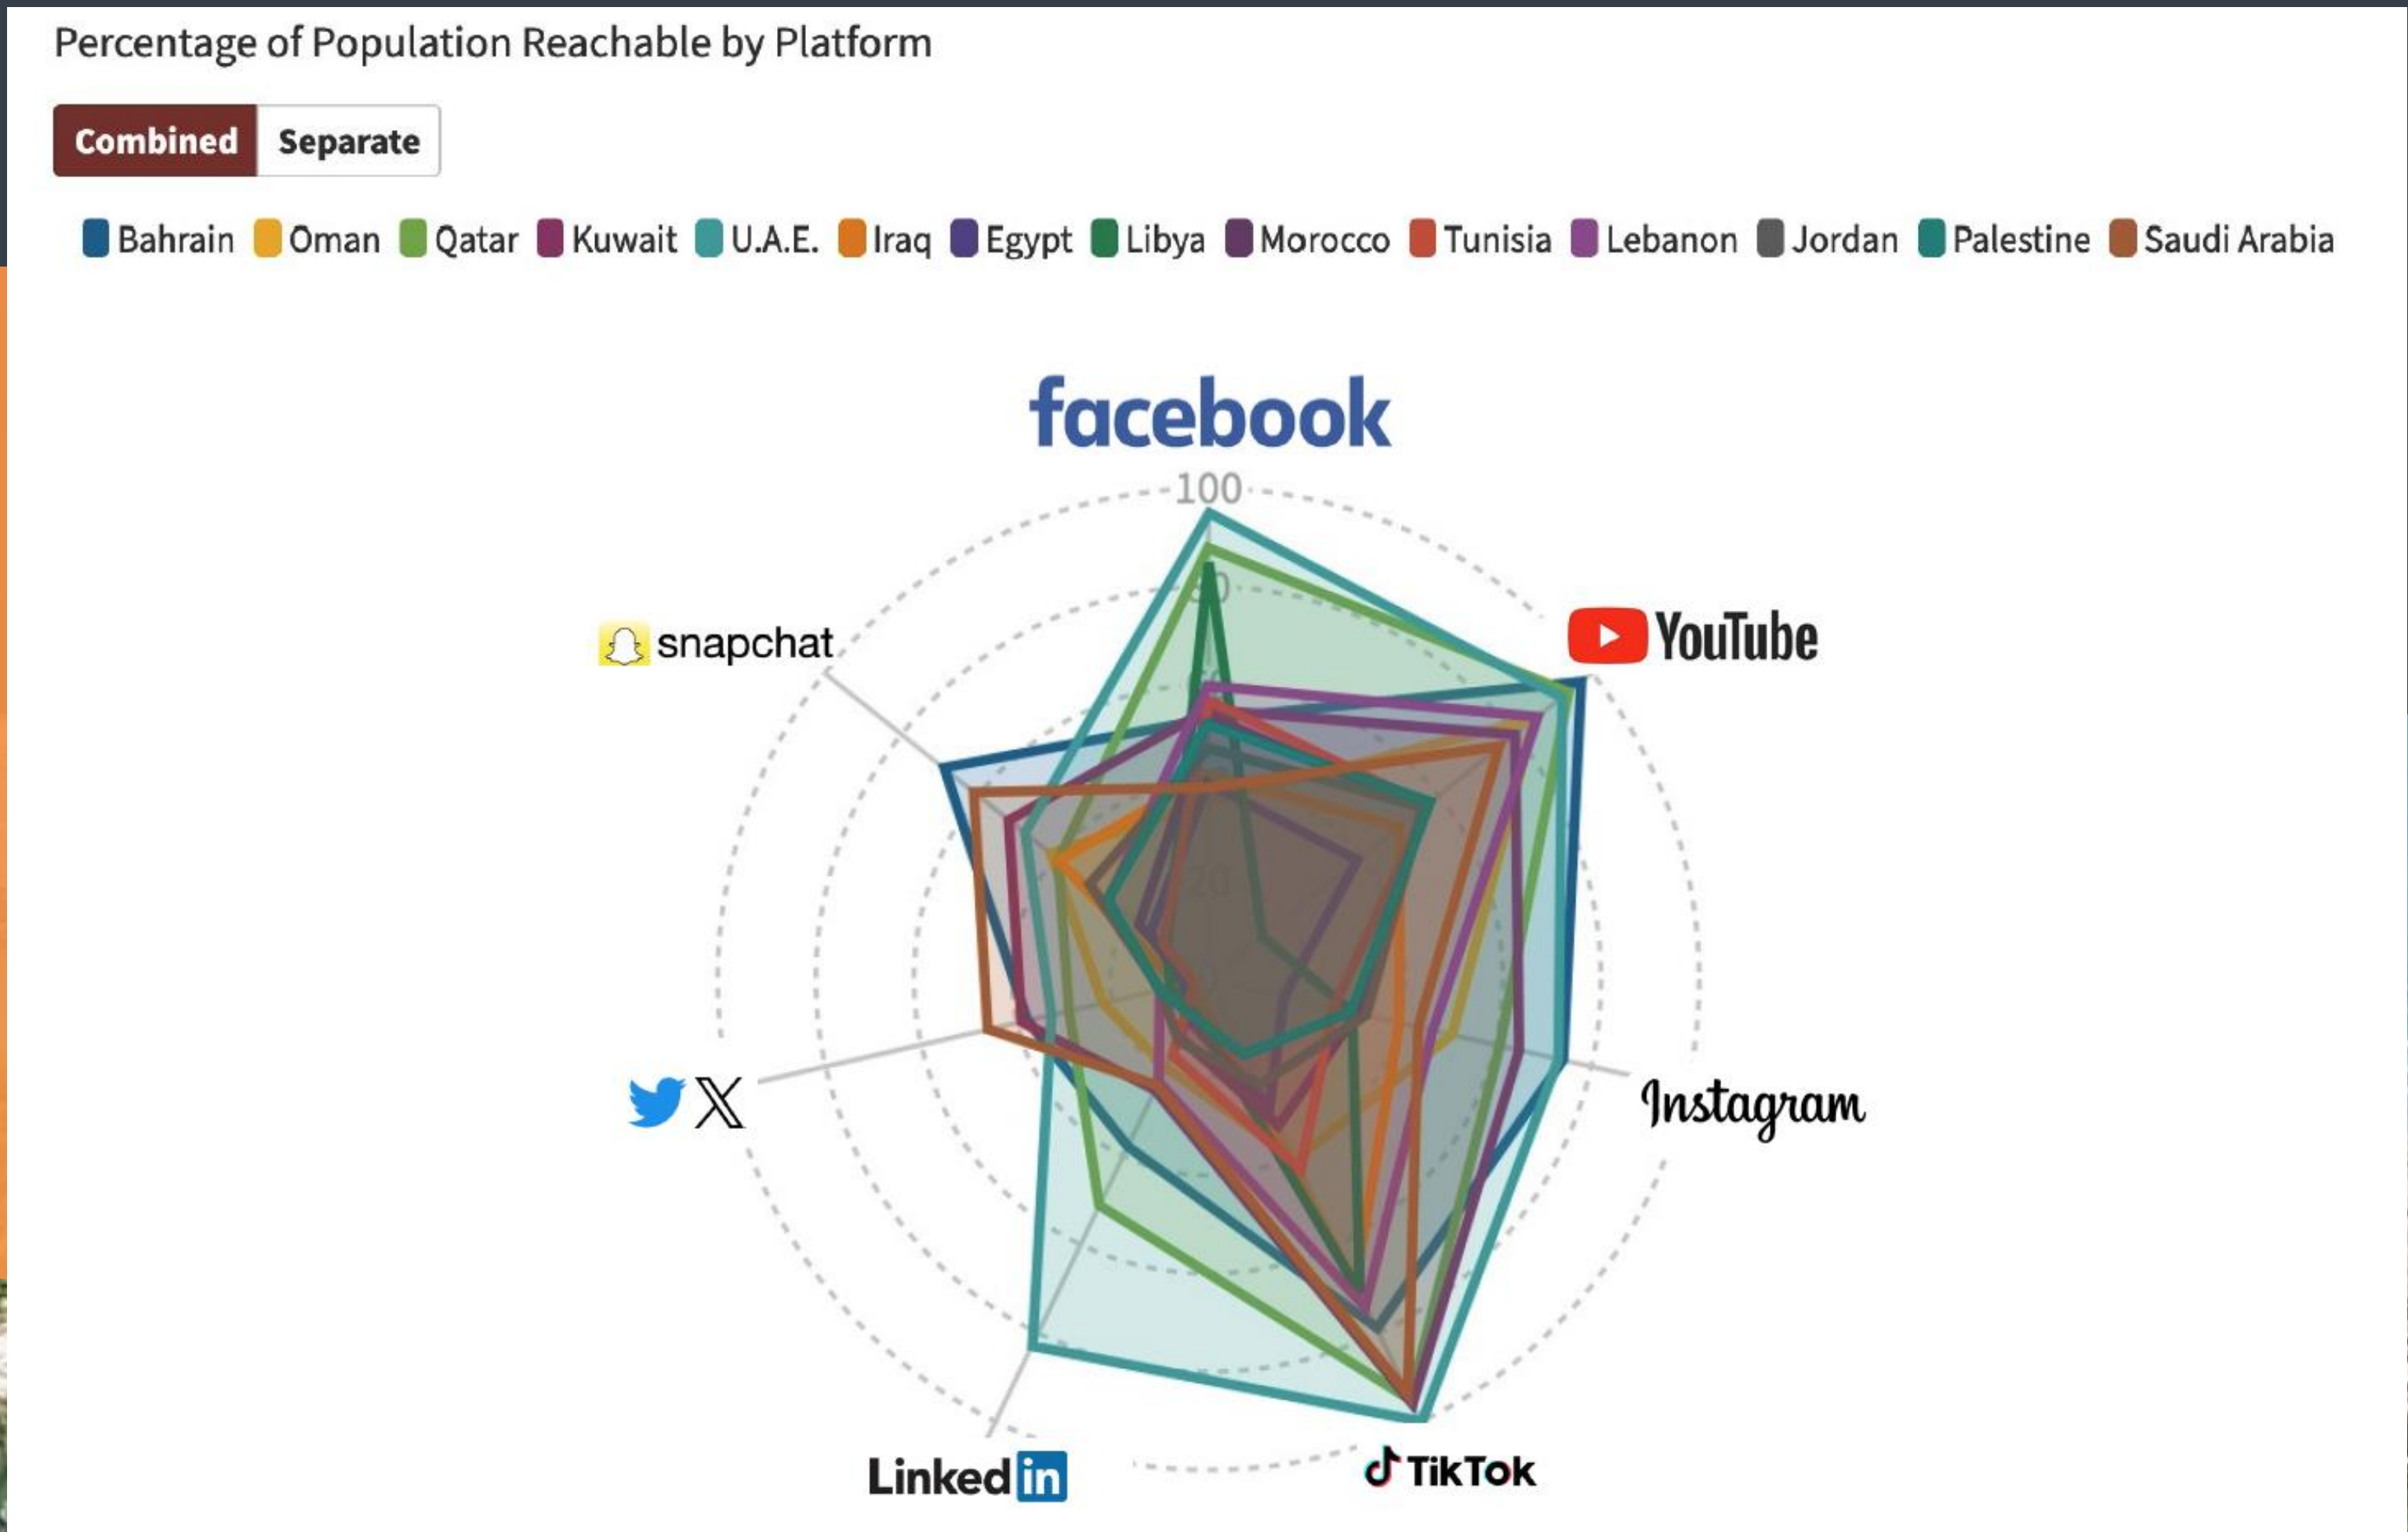 Percentage of Population Reachable by Platform
Combined Separate
Bahrain Oman Qatar Kuwait U.A.E. Iraq Egypt Libya Morocco Tunisia Lebanon Jordan Palestine Saudi Arabia
facebook
100
snapchat
YouTube
20
X
Instagram
LinkedIn
TikTok